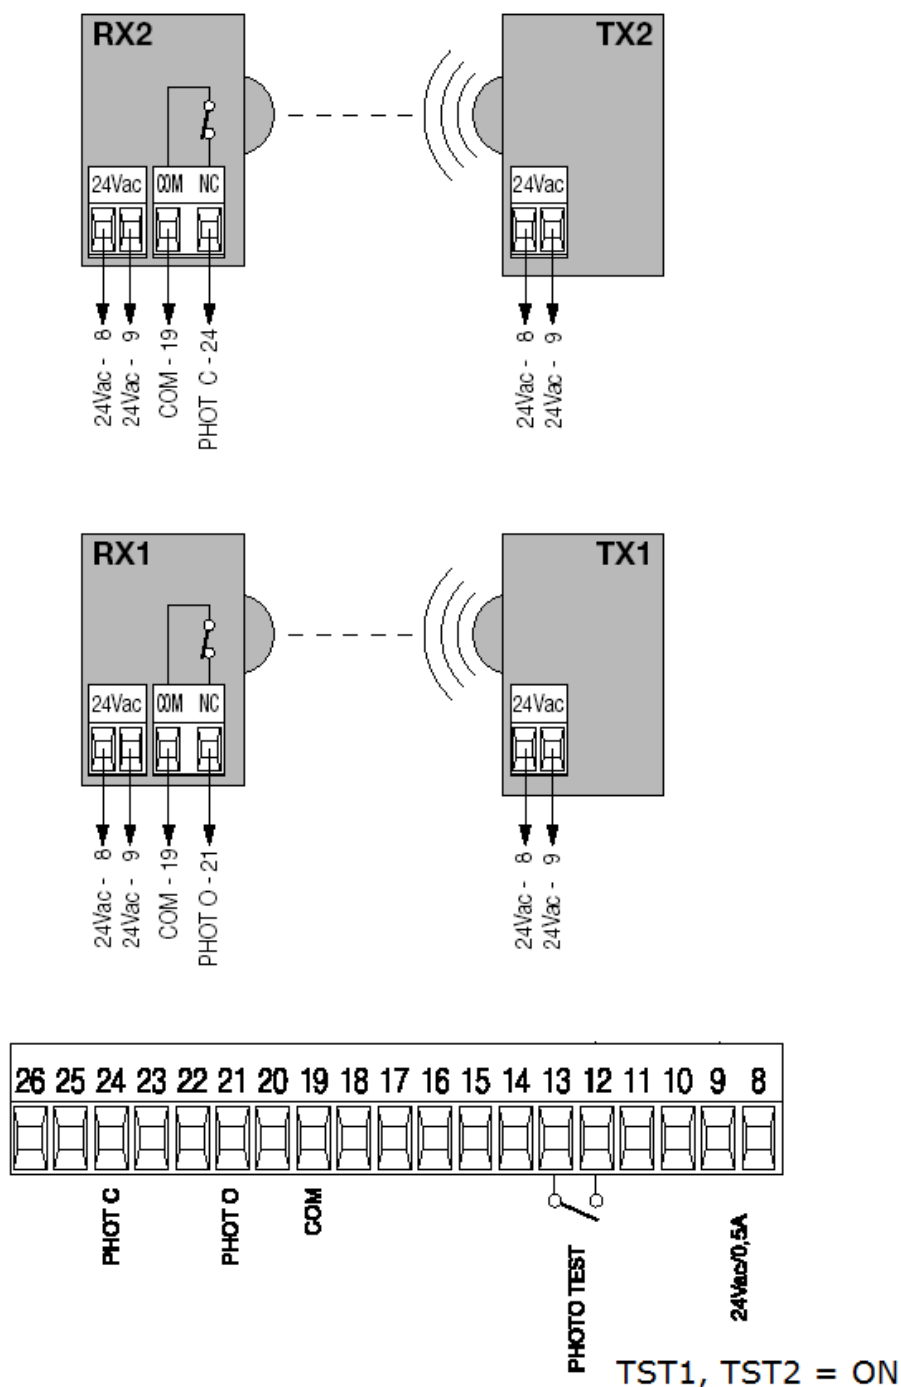 RX2 TX2
24Vac COM NC 24Vac
24Vac - 8
24Vac - 9
COM - 19
PHOT C - 24
24Vac - 8
24Vac - 9
RX1 TX1
24Vac COM NC 24Vac
24Vac - 8
24Vac - 9
COM - 19
PHOT O - 21
24Vac - 8
24Vac - 9
26 25 24 23 22 21 20 19 18 17 16 15 14 13 12 11 10 9 8
PHOT C
PHOT O
COM
PHOTO TEST
24Vac/0,5A
TST1, TST2 = ON